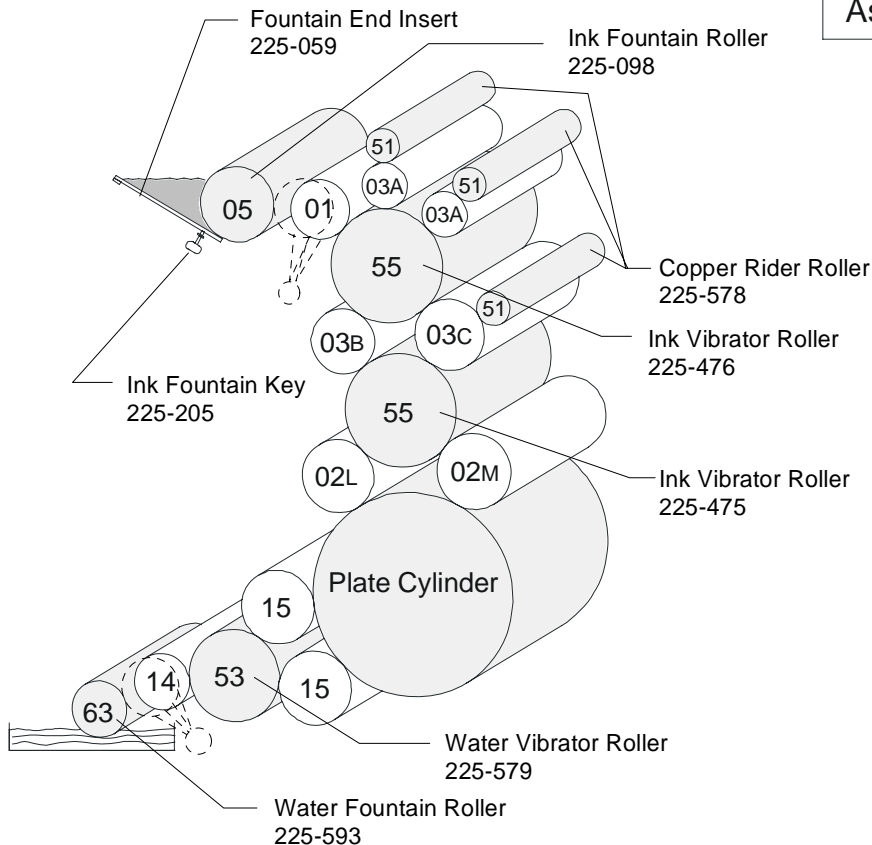 As
Fountain End Insert
225-059
Ink Fountain Roller
225-098
51
03A
51
05
01
03A
55
Copper Rider Roller
225-578
51
03B
03C
Ink Vibrator Roller
225-476
Ink Fountain Key
225-205
55
02L
02M
Ink Vibrator Roller
225-475
Plate Cylinder
15
14
53
15
63
Water Vibrator Roller
225-579
Water Fountain Roller
225-593